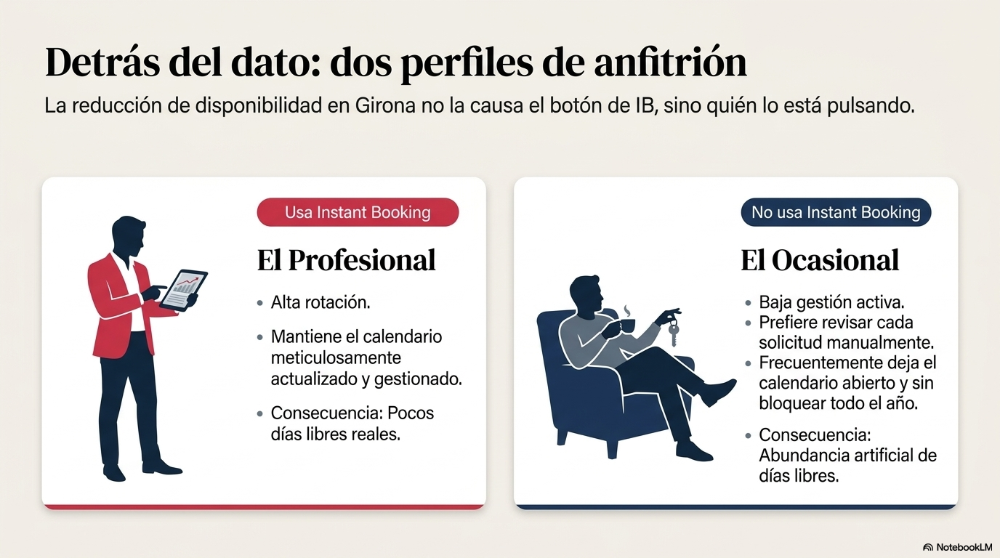 Detrás del dato: dos perfiles de anfitrión
La reducción de disponibilidad en Girona no la causa el botón de IB, sino quién lo está pulsando.
Usa Instant Booking
El Profesional
• Alta rotación.
• Mantiene el calendario
meticulosamente
actualizado y gestionado.
• Consecuencia: Pocos
días libres reales.
No usa Instant Booking
El Ocasional
• Baja gestión activa.
• Prefiere revisar cada
solicitud manualmente.
• Frecuentemente deja el
calendario abierto y sin
bloquear todo el año.
• Consecuencia:
Abundancia artificial de
días libres.
NotebookLM